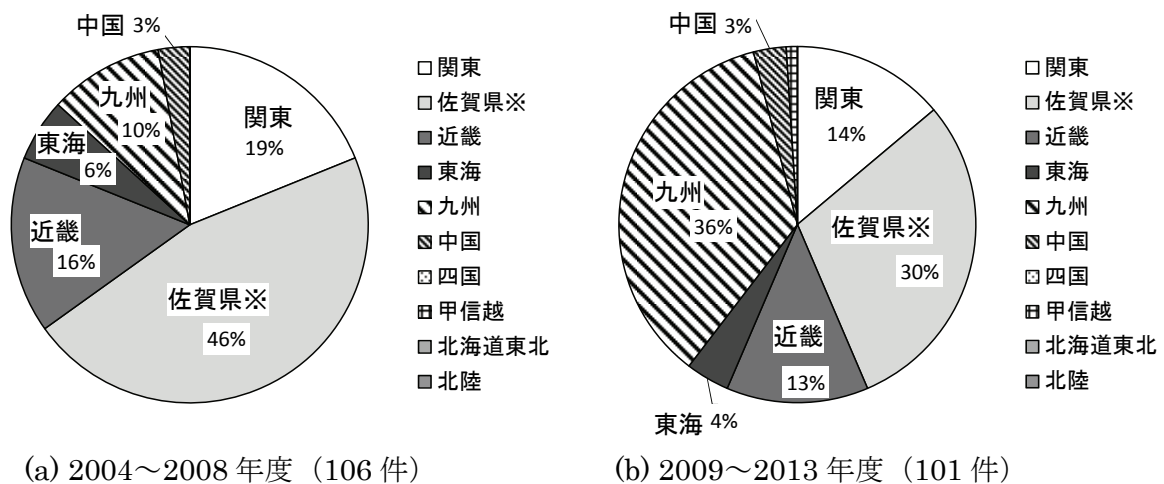 中国 3%
九州
10%
東海
6%
近畿
16%
関東
19%
佐賀県※
46%
関東
佐賀県※
近畿
東海
九州
中国
四国
甲信越
北海道東北
北陸
(a) 2004～2008 年度（106 件）
中国 3%
関東
14%
九州
36%
佐賀県※
30%
近畿
13%
東海 4%
関東
佐賀県※
近畿
東海
九州
中国
四国
甲信越
北海道東北
北陸
(b) 2009～2013 年度（101 件）